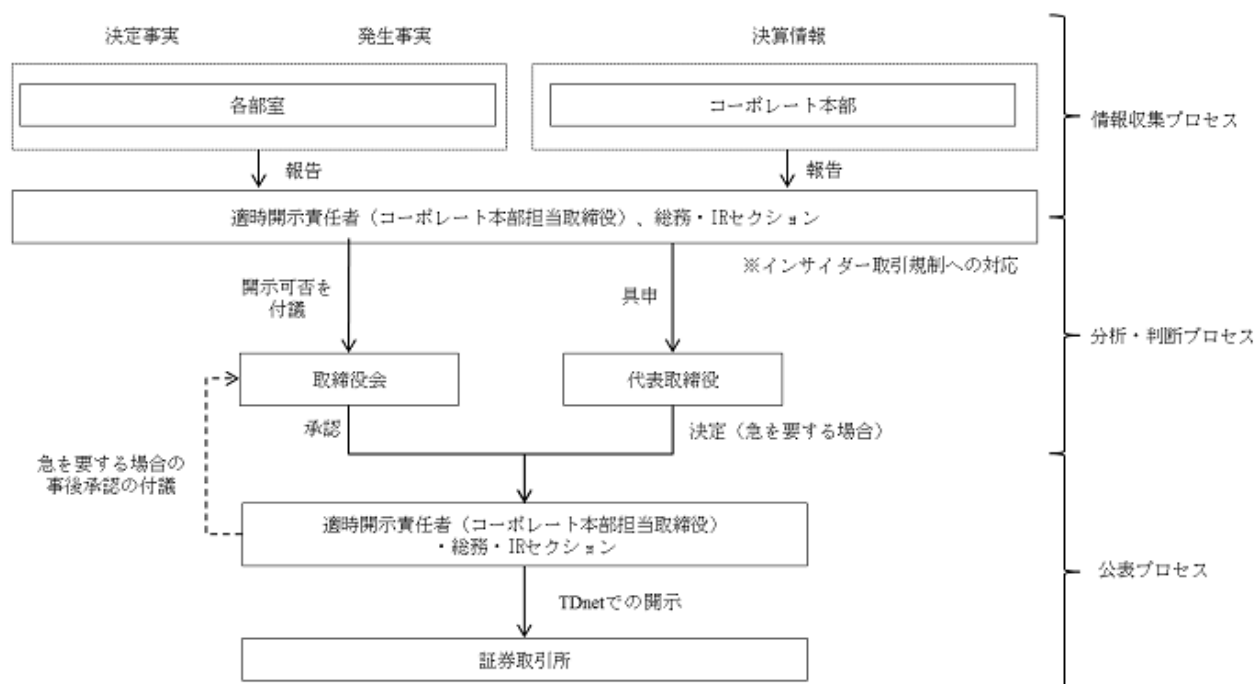 決定事実
発生事実
決算情報
各部室
コーポレート本部
情報収集プロセス
報告
報告
適時開示責任者（コーポレート本部担当取締役）、総務・IRセクション
※インサイダー取引規制への対応
開示可否を
付議
具申
分析・判断プロセス
取締役会
代表取締役
承認
決定（急を要する場合）
急を要する場合の
事後承認の付議
適時開示責任者（コーポレート本部担当取締役）
・総務・IRセクション
公表プロセス
TDnetでの開示
証券取引所